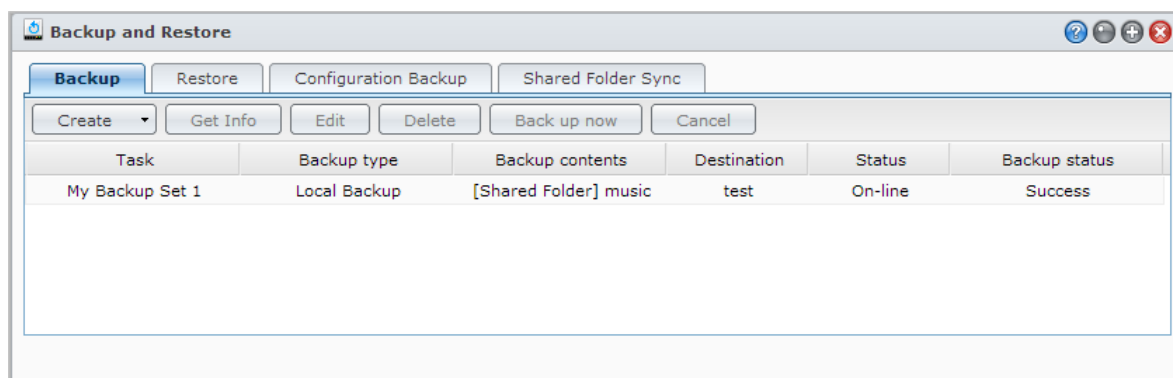 Backup and Restore
Backup Restore Configuration Backup Shared Folder Sync
Create Get Info Edit Delete Back up now Cancel
Task Backup type Backup contents Destination Status Backup status
My Backup Set 1 Local Backup [Shared Folder] music test On-line Success